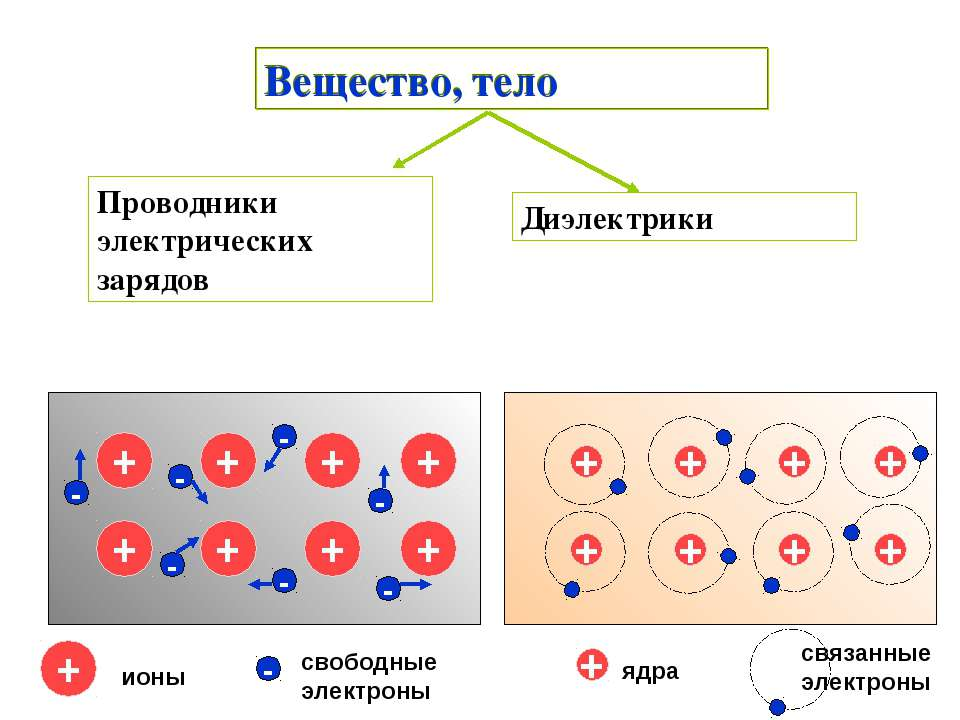 Вещество, тело
Проводники
электрических
зарядов
Диэлектрики
+ + + +
- - - -
+ + + +
- - -
+ + + +
+ + + +
+ ионы
- свободные
электроны
+ ядра
связанные
электроны